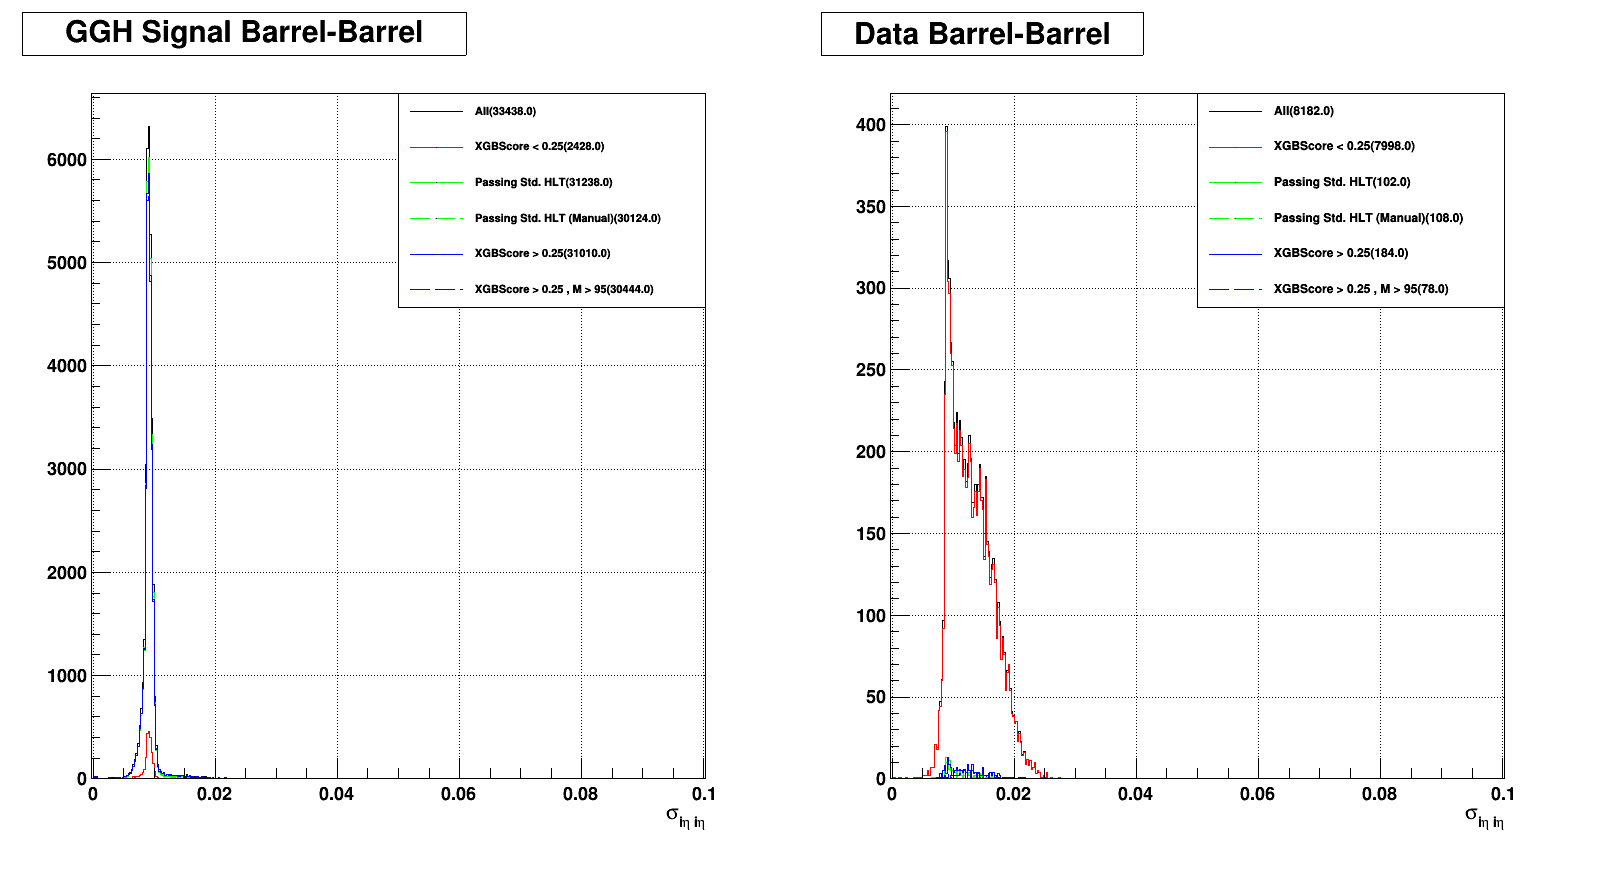 GGH Signal Barrel-Barrel
All(33438.0)
XGBScore < 0.25(2428.0)
Passing Std. HLT(31238.0)
Passing Std. HLT (Manual)(30124.0)
XGBScore > 0.25(31010.0)
XGBScore > 0.25 , M > 95(30444.0)
6000
5000
4000
3000
2000
1000
0
0 0.02 0.04 0.06 0.08 0.1
σiη iη
Data Barrel-Barrel
All(8182.0)
XGBScore < 0.25(7998.0)
Passing Std. HLT(102.0)
Passing Std. HLT (Manual)(108.0)
XGBScore > 0.25(184.0)
XGBScore > 0.25 , M > 95(78.0)
400
350
300
250
200
150
100
50
0
0 0.02 0.04 0.06 0.08 0.1
σiη iη